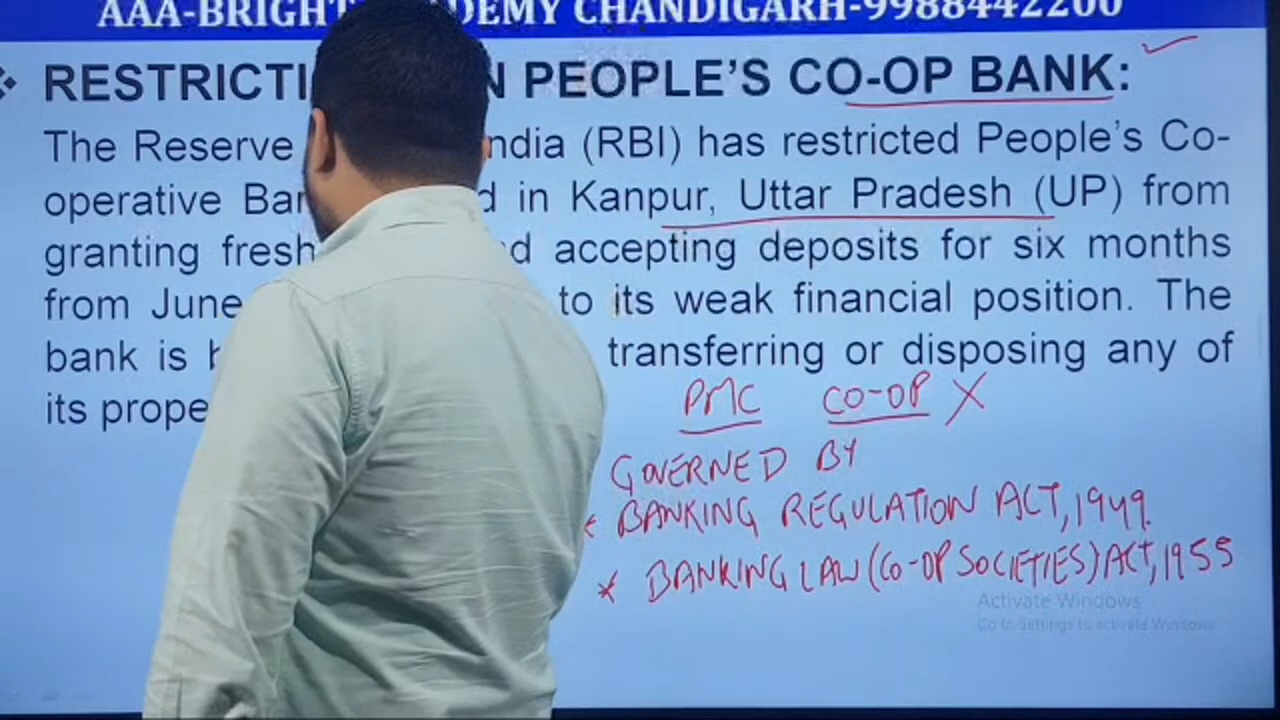 AAA-BRIGHT ADEMY CHANDIGARH-9988442200
RESTRICTI N PEOPLE'S CO-OP BANK:
The Reserve ndia (RBI) has restricted People's Co-
operative Ban d in Kanpur, Uttar Pradesh (UP) from
granting fresh d accepting deposits for six months
from June to its weak financial position. The
bank is b transferring or disposing any of
its prope
PMC CO-OP X
GOVERNED BY
BANKING REGULATION ACT, 1949.
* BANKING LAW (CO-OP SOCIETIES) ACT, 1955
Activate Windows
Go to Settings to activate Windows.